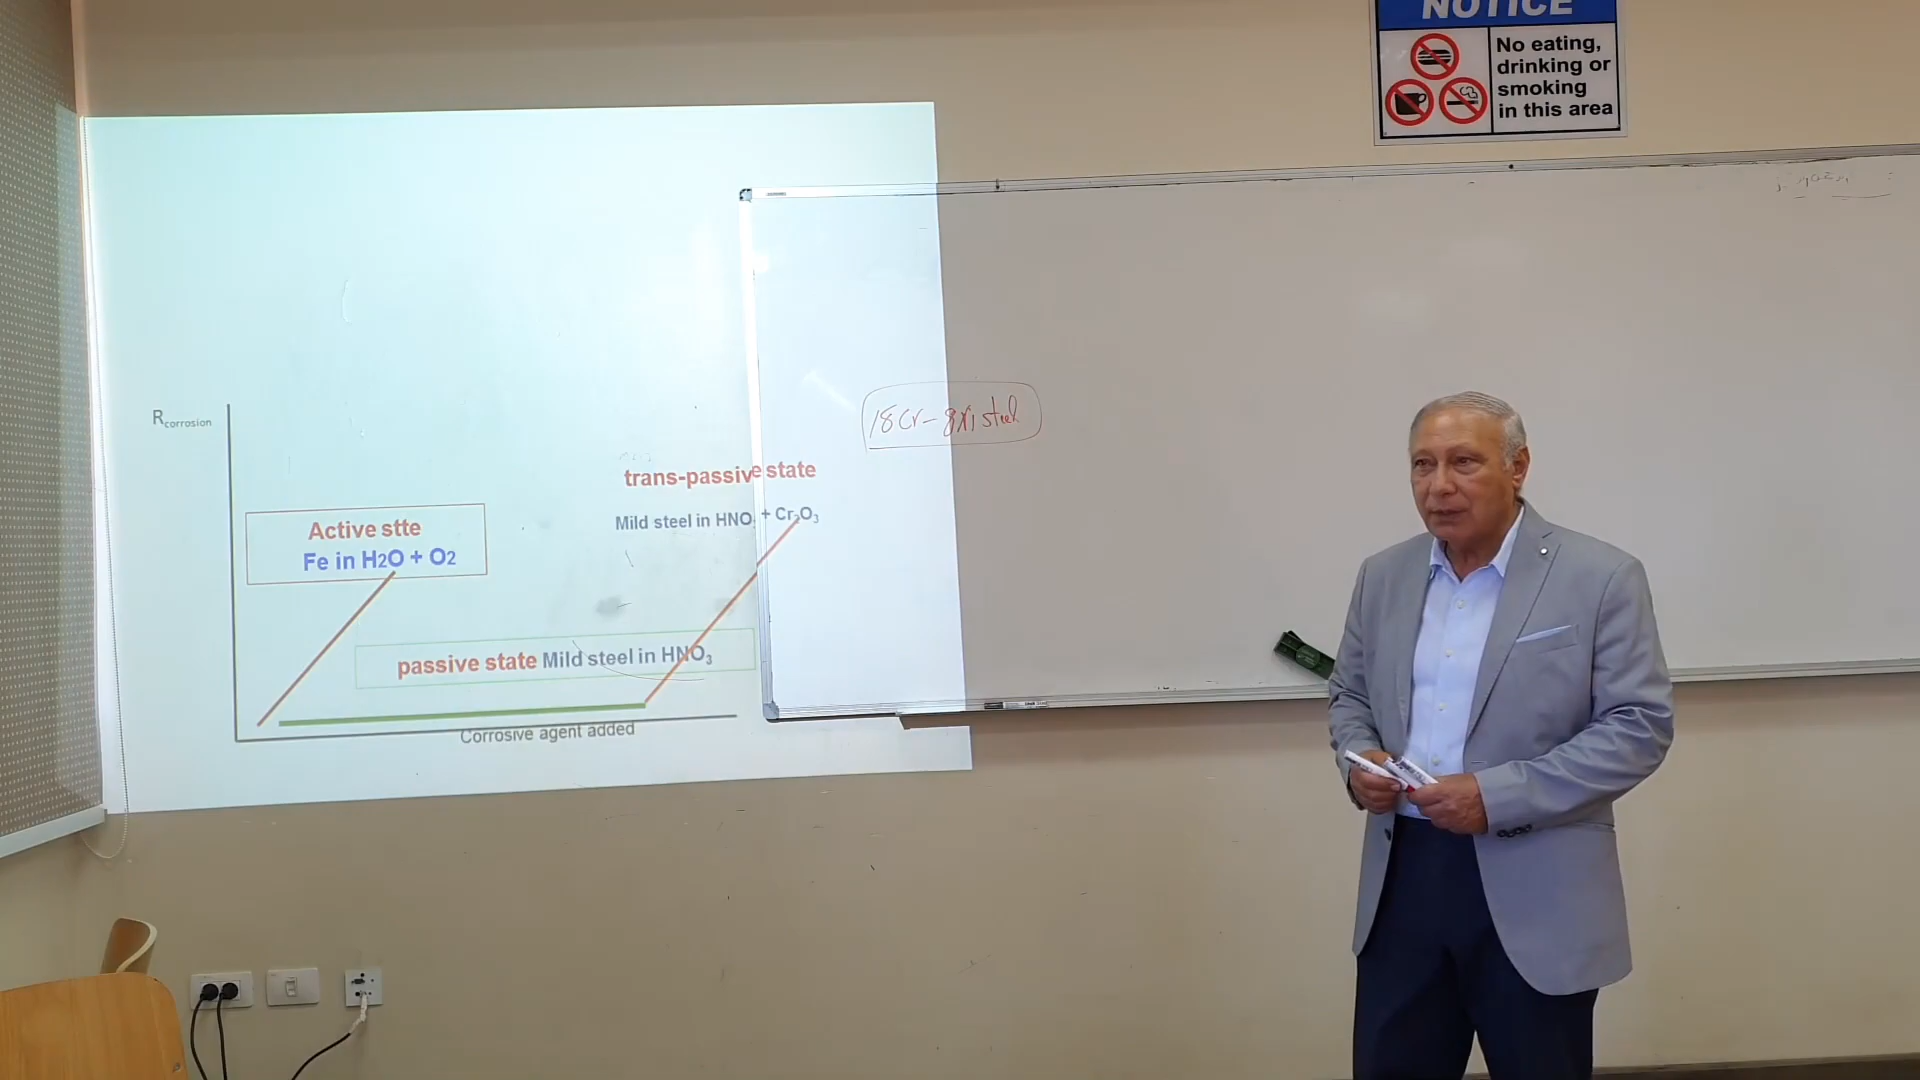 NOTICE
No eating,
drinking or
smoking
in this area
18Cr-8Ni steel
R corrosion
trans-passive state
Mild steel in HNO3 + Cr2O3
Active stte
Fe in H2O + O2
passive state Mild steel in HNO3
Corrosive agent added